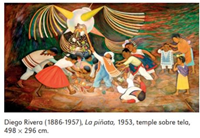 Diego Rivera (1886-1957), La piñata, 1953, temple sobre tela,
498 × 296 cm.